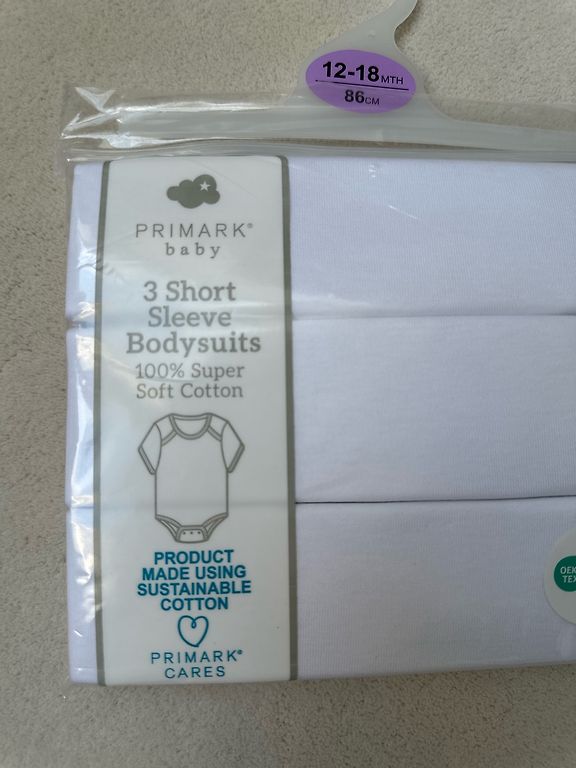 12-18 MTH
86CM
PRIMARK®
baby
3 Short
Sleeve
Bodysuits
100% Super
Soft Cotton
PRODUCT
MADE USING
SUSTAINABLE
COTTON
PRIMARK®
CARES